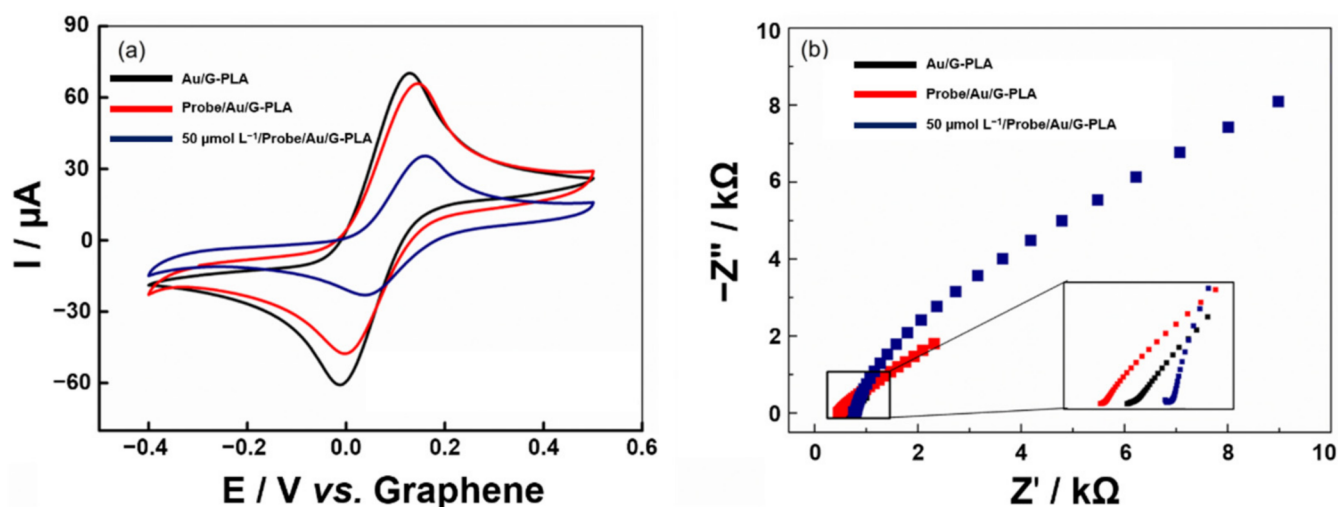 (a)
Au/G-PLA
Probe/Au/G-PLA
50 μmol L⁻¹/Probe/Au/G-PLA
90
60
30
0
−30
−60
I / μA
−0.4
−0.2
0.0
0.2
0.4
0.6
E / V vs. Graphene
(b)
Au/G-PLA
Probe/Au/G-PLA
50 μmol L⁻¹/Probe/Au/G-PLA
10
8
6
4
2
0
−Z'' / kΩ
0
2
4
6
8
10
Z' / kΩ